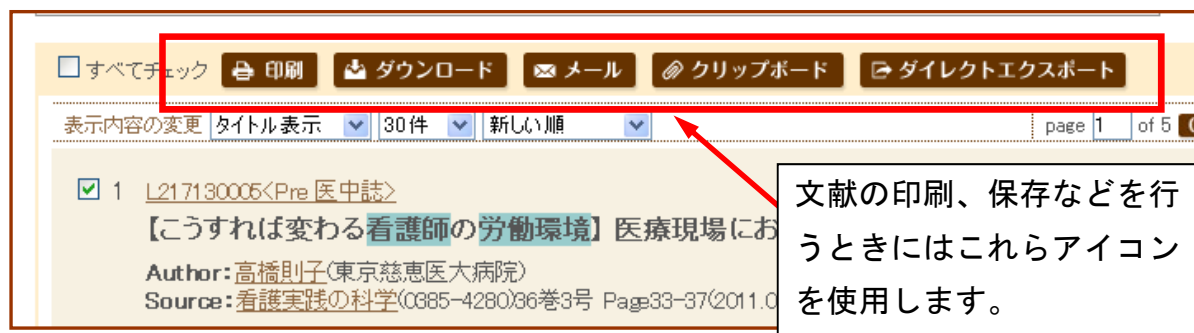 すべてチェック 印刷 ダウンロード メール クリップボード ダイレクトエクスポート
表示内容の変更 タイトル表示 30件 新しい順 page 1 of 5
1 L217130005<Pre 医中誌>
【こうすれば変わる看護師の労働環境】医療現場にお
Author:高橋則子(東京慈恵医大病院)
Source:看護実践の科学(0385-4280)36巻3号 Page33-37(2011.0
文献の印刷、保存などを行
うときにはこれらアイコン
を使用します。